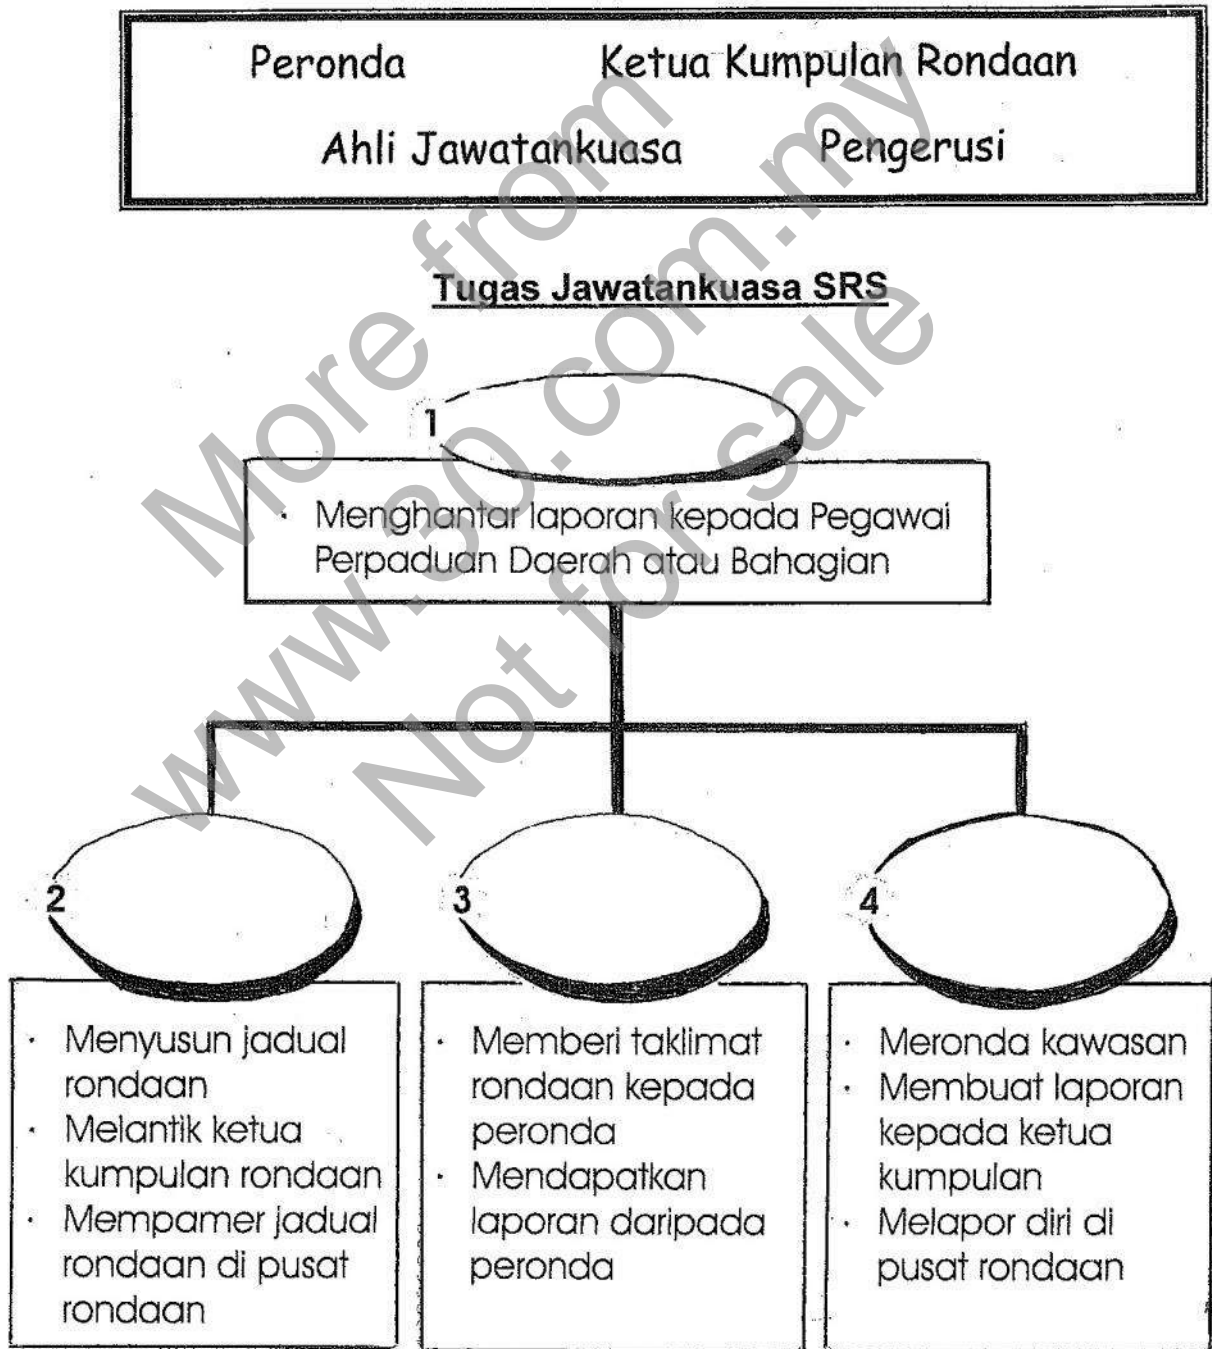 Peronda Ketua Kumpulan Rondaan
Ahli Jawatankuasa Pengerusi
Tugas Jawatankuasa SRS
1
· Menghantar laporan kepada Pegawai
Perpaduan Daerah atau Bahagian
2
· Menyusun jadual
rondaan
· Melantik ketua
kumpulan rondaan
· Mempamer jadual
rondaan di pusat
rondaan
3
· Memberi taklimat
rondaan kepada
peronda
· Mendapatkan
laporan daripada
peronda
4
· Meronda kawasan
· Membuat laporan
kepada ketua
kumpulan
· Melapor diri di
pusat rondaan
More from
www.30.com.my
Not for sale